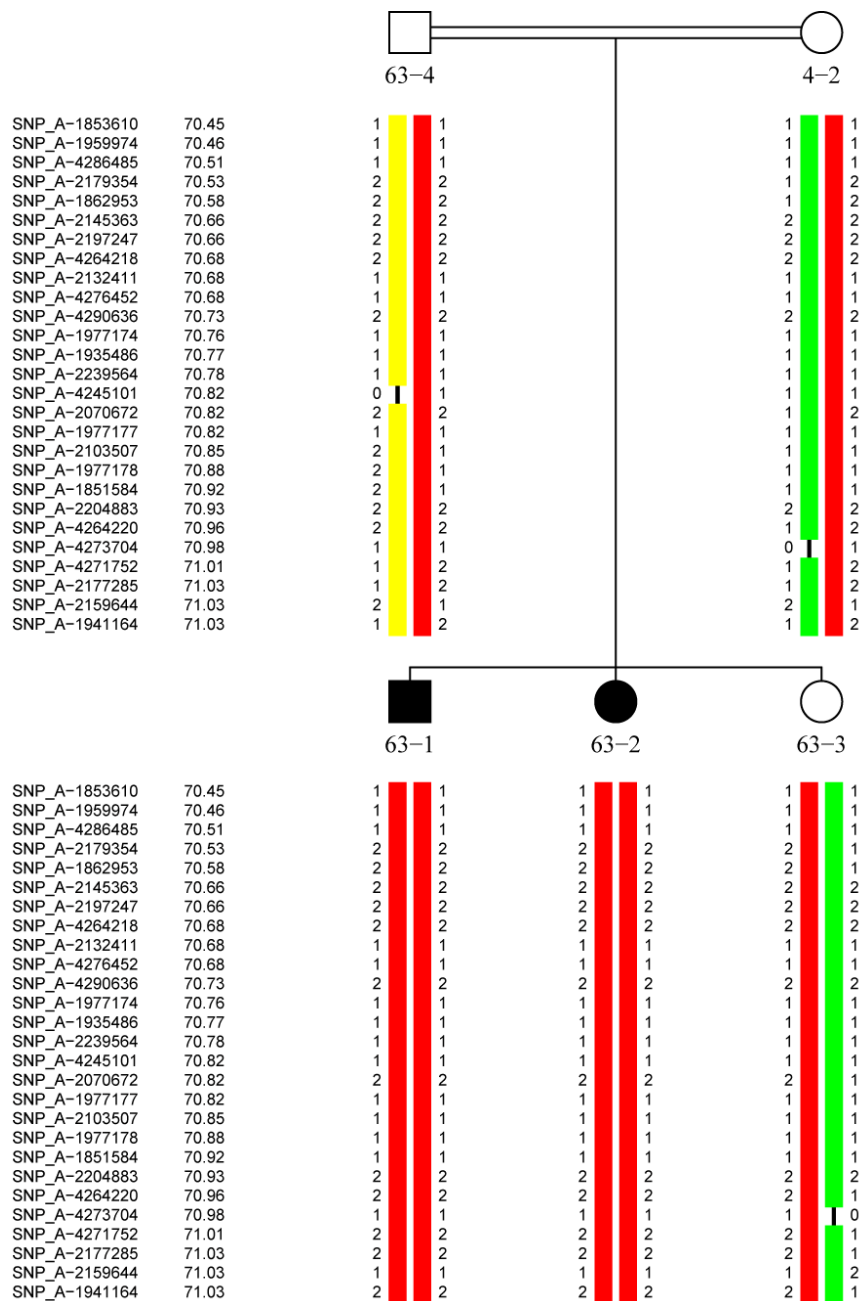 63−4 4−2
SNP_A−1853610 70.45 1 1 1 1
SNP_A−1959974 70.46 1 1 1 1
SNP_A−4286485 70.51 1 1 1 1
SNP_A−2179354 70.53 2 2 1 2
SNP_A−1862953 70.58 2 2 1 2
SNP_A−2145363 70.66 2 2 2 2
SNP_A−2197247 70.66 2 2 2 2
SNP_A−4264218 70.68 2 2 2 2
SNP_A−2132411 70.68 1 1 1 1
SNP_A−4276452 70.68 1 1 1 1
SNP_A−4290636 70.73 2 2 2 2
SNP_A−1977174 70.76 1 1 1 1
SNP_A−1935486 70.77 1 1 1 1
SNP_A−2239564 70.78 1 1 1 1
SNP_A−4245101 70.82 0 1 1 1
SNP_A−2070672 70.82 2 2 1 2
SNP_A−1977177 70.82 1 1 1 1
SNP_A−2103507 70.85 2 1 1 1
SNP_A−1977178 70.88 2 1 1 1
SNP_A−1851584 70.92 2 1 1 1
SNP_A−2204883 70.93 2 2 2 2
SNP_A−4264220 70.96 2 2 1 2
SNP_A−4273704 70.98 1 1 0 1
SNP_A−4271752 71.01 1 2 1 2
SNP_A−2177285 71.03 1 2 1 2
SNP_A−2159644 71.03 2 1 2 1
SNP_A−1941164 71.03 1 2 1 2
63−1 63−2 63−3
SNP_A−1853610 70.45 1 1 1 1 1 1
SNP_A−1959974 70.46 1 1 1 1 1 1
SNP_A−4286485 70.51 1 1 1 1 1 1
SNP_A−2179354 70.53 2 2 2 2 2 1
SNP_A−1862953 70.58 2 2 2 2 2 1
SNP_A−2145363 70.66 2 2 2 2 2 2
SNP_A−2197247 70.66 2 2 2 2 2 2
SNP_A−4264218 70.68 2 2 2 2 2 2
SNP_A−2132411 70.68 1 1 1 1 1 1
SNP_A−4276452 70.68 1 1 1 1 1 1
SNP_A−4290636 70.73 2 2 2 2 2 2
SNP_A−1977174 70.76 1 1 1 1 1 1
SNP_A−1935486 70.77 1 1 1 1 1 1
SNP_A−2239564 70.78 1 1 1 1 1 1
SNP_A−4245101 70.82 1 1 1 1 1 1
SNP_A−2070672 70.82 2 2 2 2 2 1
SNP_A−1977177 70.82 1 1 1 1 1 1
SNP_A−2103507 70.85 1 1 1 1 1 1
SNP_A−1977178 70.88 1 1 1 1 1 1
SNP_A−1851584 70.92 1 1 1 1 1 1
SNP_A−2204883 70.93 2 2 2 2 2 2
SNP_A−4264220 70.96 2 2 2 2 2 1
SNP_A−4273704 70.98 1 1 1 1 1 0
SNP_A−4271752 71.01 2 2 2 2 2 1
SNP_A−2177285 71.03 2 2 2 2 2 1
SNP_A−2159644 71.03 1 1 1 1 1 2
SNP_A−1941164 71.03 2 2 2 2 2 1